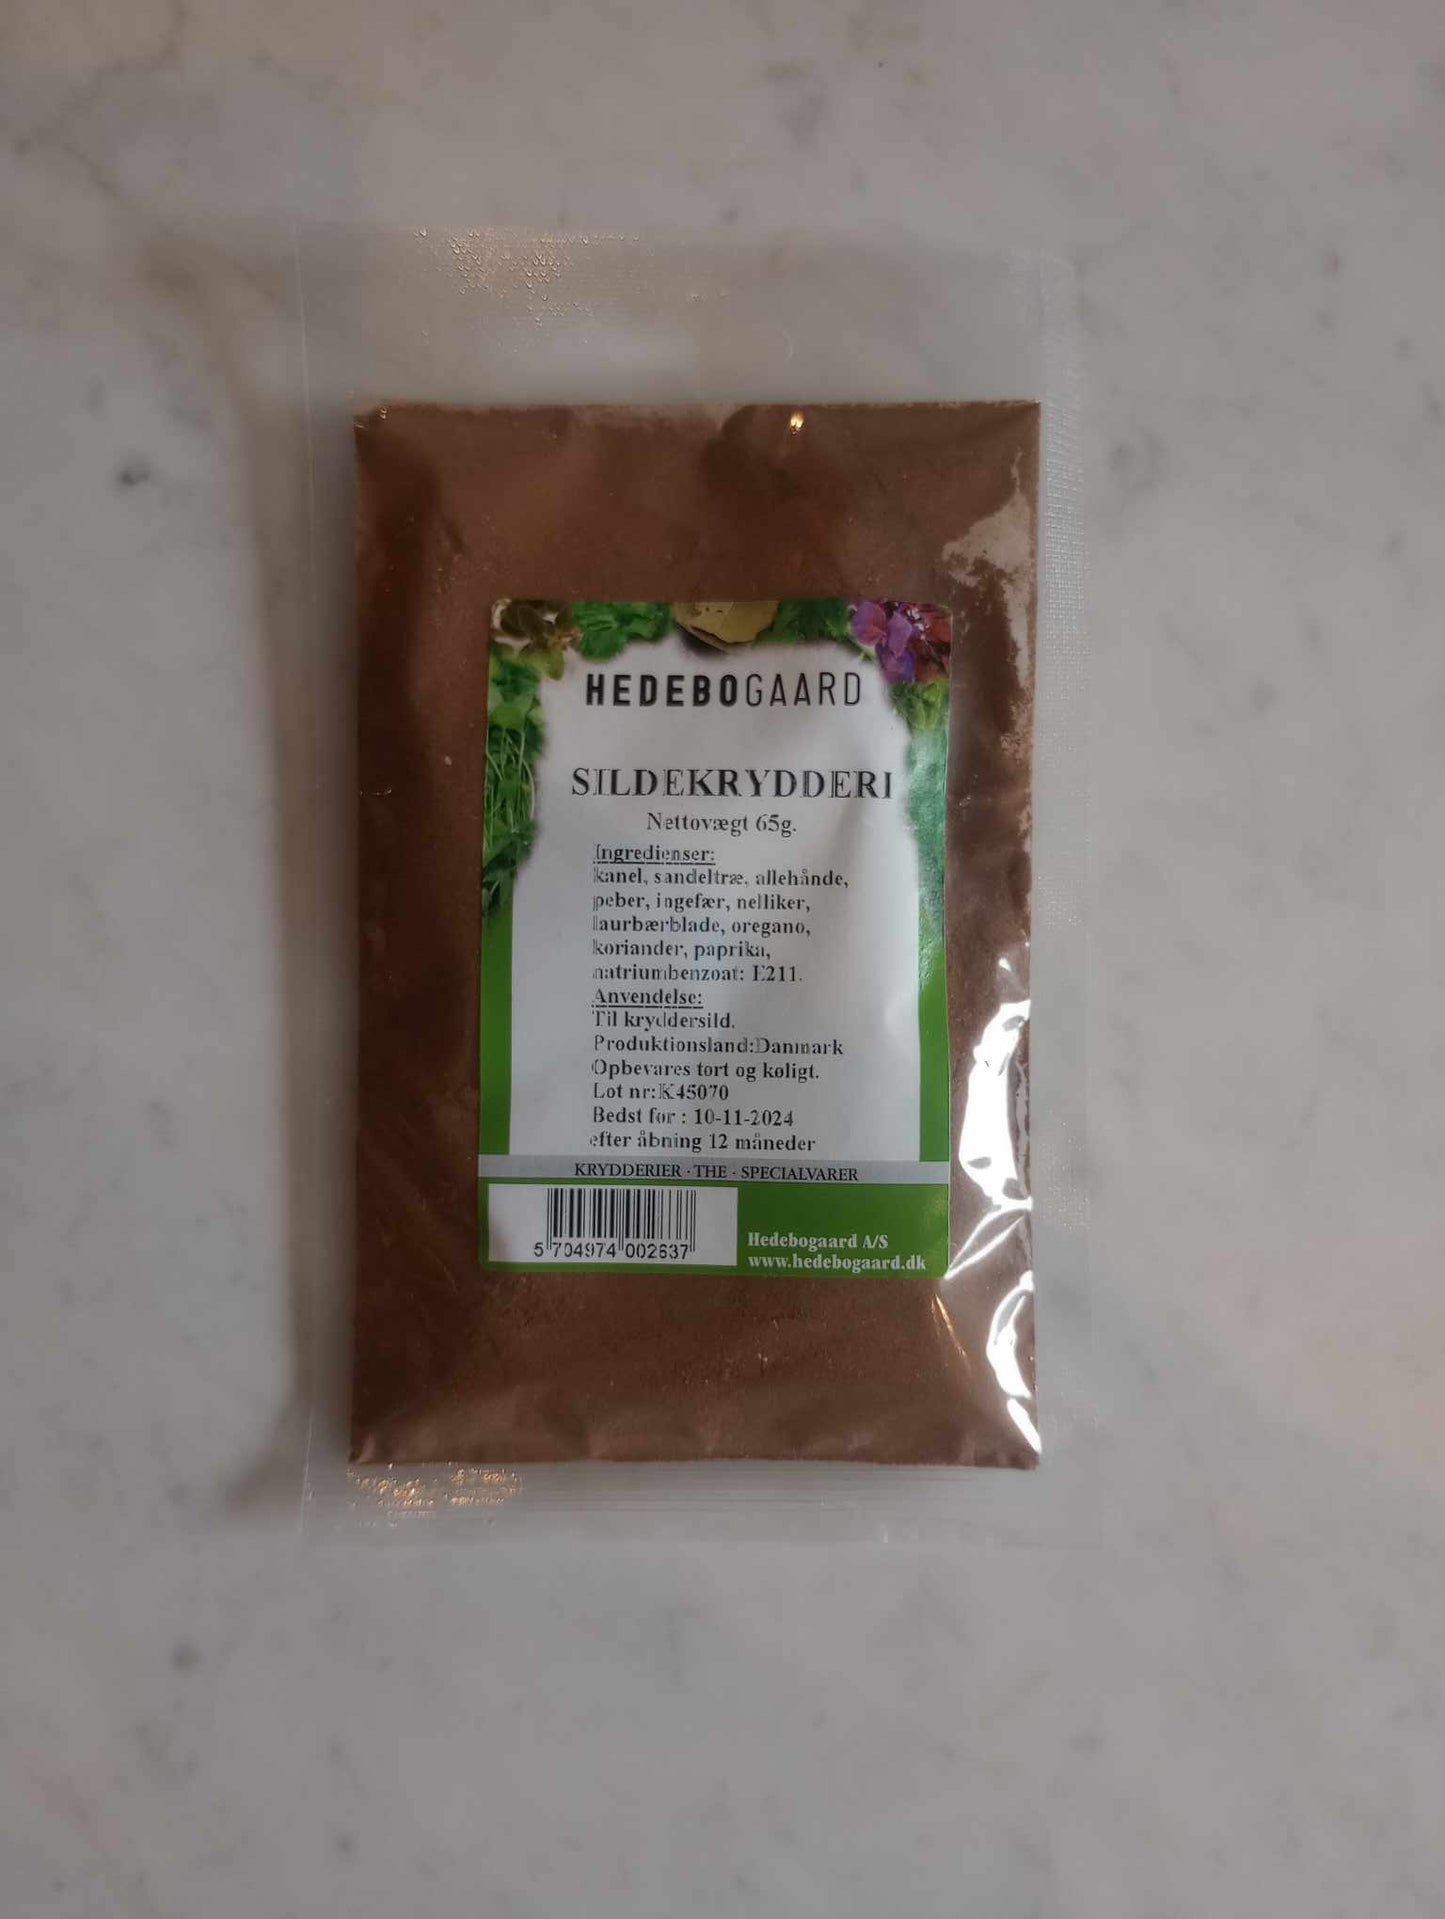 HEDEBOGAARD
SILDEKRYDDERI
Nettovægt 65g.
Ingredienser:
kanel, sandeltræ, allehånde,
peber, ingefær, nelliker,
laurbærblade, oregano,
koriander, paprika,
natriumbenzoat: E211.
Anvendelse:
Til kryddersild.
Produktionsland:Danmark
Opbevares tørt og køligt.
Lot nr:K45070
Bedst før : 10-11-2024
efter åbning 12 måneder
KRYDDERIER · THE · SPECIALVARER
5 704974 002637
Hedebogaard A/S
www.hedebogaard.dk